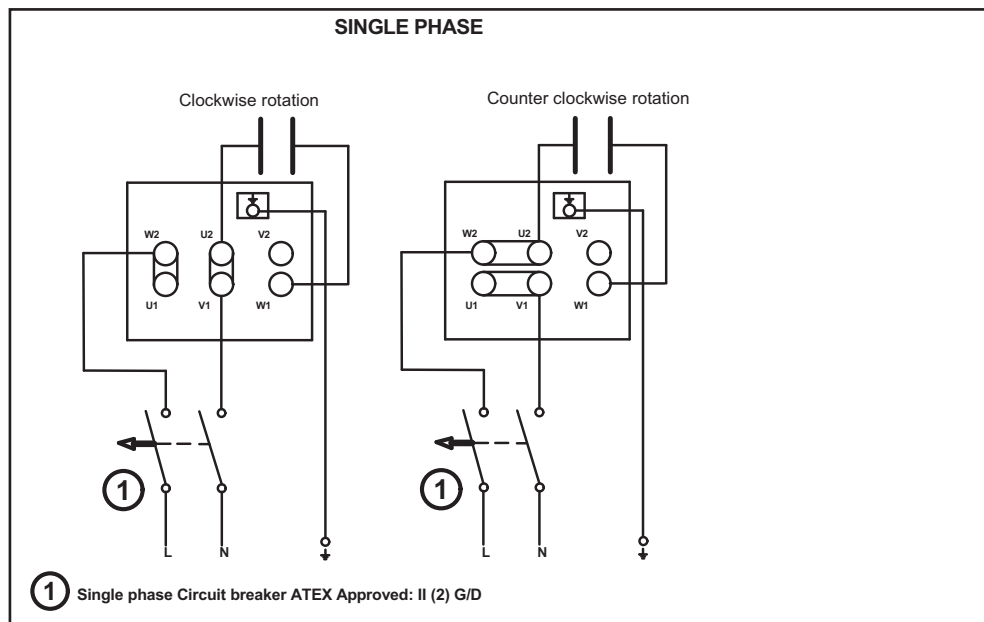 SINGLE PHASE
Clockwise rotation
Counter clockwise rotation
W2 U2 V2
U1 V1 W1
W2 U2 V2
U1 V1 W1
1
1
L N
L N
1 Single phase Circuit breaker ATEX Approved: II (2) G/D